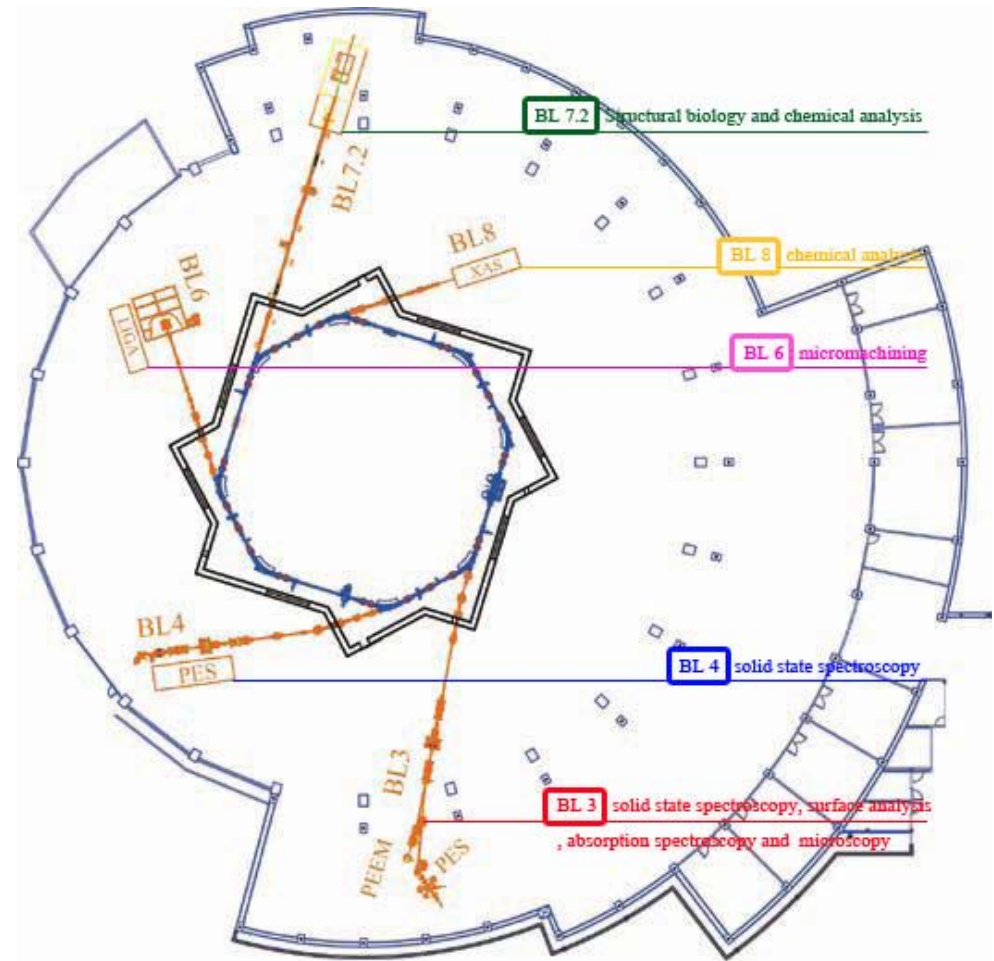 BL 7.2 Structural biology and chemical analysis
BL7.2
BL8
XAS
BL 8 chemical analysis
BL6
LIGA
BL 6 micromachining
BL4
PES
BL 4 solid state spectroscopy
BL3
BL 3 solid state spectroscopy, surface analysis
, absorption spectroscopy and microscopy
PEEM
PES